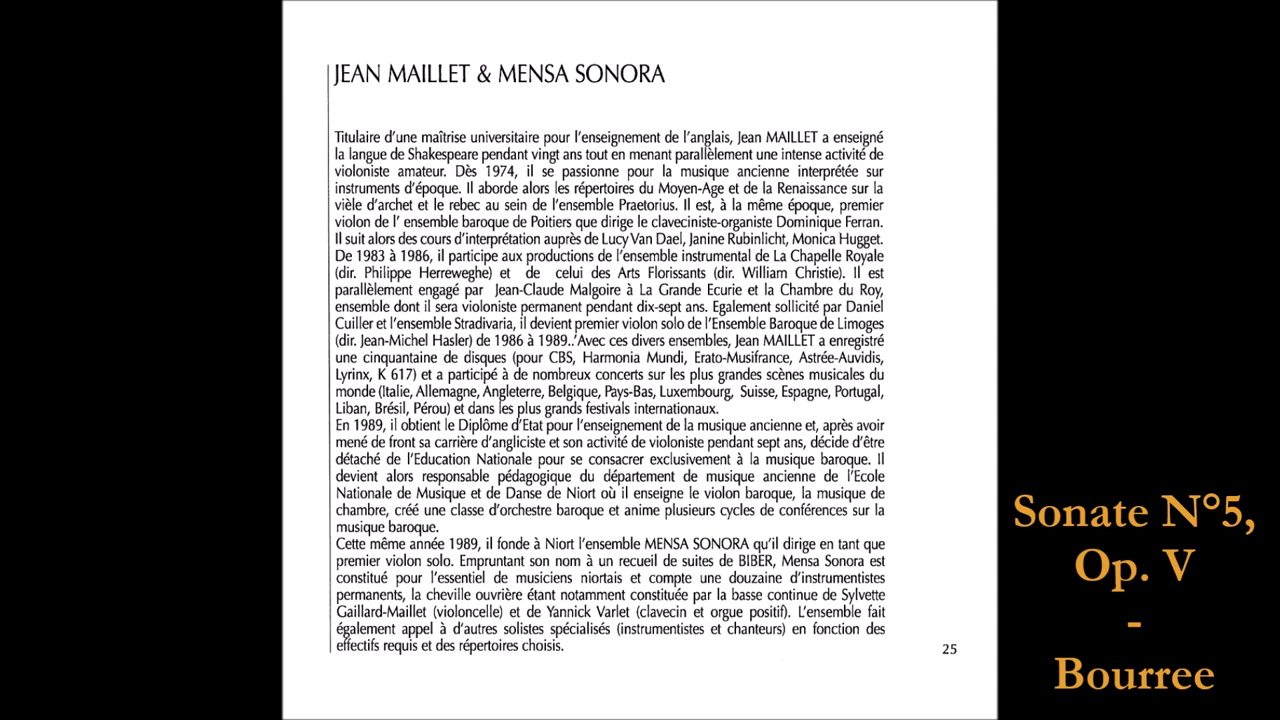 JEAN MAILLET & MENSA SONORA
Titulaire d'une maîtrise universitaire pour l'enseignement de l'anglais, Jean MAILLET a enseigné
la langue de Shakespeare pendant vingt ans tout en menant parallèlement une intense activité de
violoniste amateur. Dès 1974, il se passionne pour la musique ancienne interprétée sur
instruments d'époque. Il aborde alors les répertoires du Moyen-Age et de la Renaissance sur la
vièle d'archet et le rebec au sein de l'ensemble Praetorius. Il est, à la même époque, premier
violon de l' ensemble baroque de Poitiers que dirige le claveciniste-organiste Dominique Ferran.
Il suit alors des cours d'interprétation auprès de Lucy Van Dael, Janine Rubinlicht, Monica Hugget.
De 1983 à 1986, il participe aux productions de l'ensemble instrumental de La Chapelle Royale
(dir. Philippe Herreweghe) et de celui des Arts Florissants (dir. William Christie). Il est
parallèlement engagé par Jean-Claude Malgoire à La Grande Ecurie et la Chambre du Roy,
ensemble dont il sera violoniste permanent pendant dix-sept ans. Egalement sollicité par Daniel
Cuiller et l'ensemble Stradivaria, il devient premier violon solo de l'Ensemble Baroque de Limoges
(dir. Jean-Michel Hasler) de 1986 à 1989..'Avec ces divers ensembles, Jean MAILLET a enregistré
une cinquantaine de disques (pour CBS, Harmonia Mundi, Erato-Musifrance, Astrée-Auvidis,
Lyrinx, K 617) et a participé à de nombreux concerts sur les plus grandes scènes musicales du
monde (Italie, Allemagne, Angleterre, Belgique, Pays-Bas, Luxembourg, Suisse, Espagne, Portugal,
Liban, Brésil, Pérou) et dans les plus grands festivals internationaux.
En 1989, il obtient le Diplôme d'Etat pour l'enseignement de la musique ancienne et, après avoir
mené de front sa carrière d'angliciste et son activité de violoniste pendant sept ans, décide d'être
détaché de l'Education Nationale pour se consacrer exclusivement à la musique baroque. Il
devient alors responsable pédagogique du département de musique ancienne de l'Ecole
Nationale de Musique et de Danse de Niort où il enseigne le violon baroque, la musique de
chambre, créé une classe d'orchestre baroque et anime plusieurs cycles de conférences sur la
musique baroque.
Cette même année 1989, il fonde à Niort l'ensemble MENSA SONORA qu'il dirige en tant que
premier violon solo. Empruntant son nom à un recueil de suites de BIBER, Mensa Sonora est
constitué pour l'essentiel de musiciens niortais et compte une douzaine d'instrumentistes
permanents, la cheville ouvrière étant notamment constituée par la basse continue de Sylvette
Gaillard-Maillet (violoncelle) et de Yannick Varlet (clavecin et orgue positif). L'ensemble fait
également appel à d'autres solistes spécialisés (instrumentistes et chanteurs) en fonction des
effectifs requis et des répertoires choisis.
25
Sonate N°5,
Op. V
-
Bourree